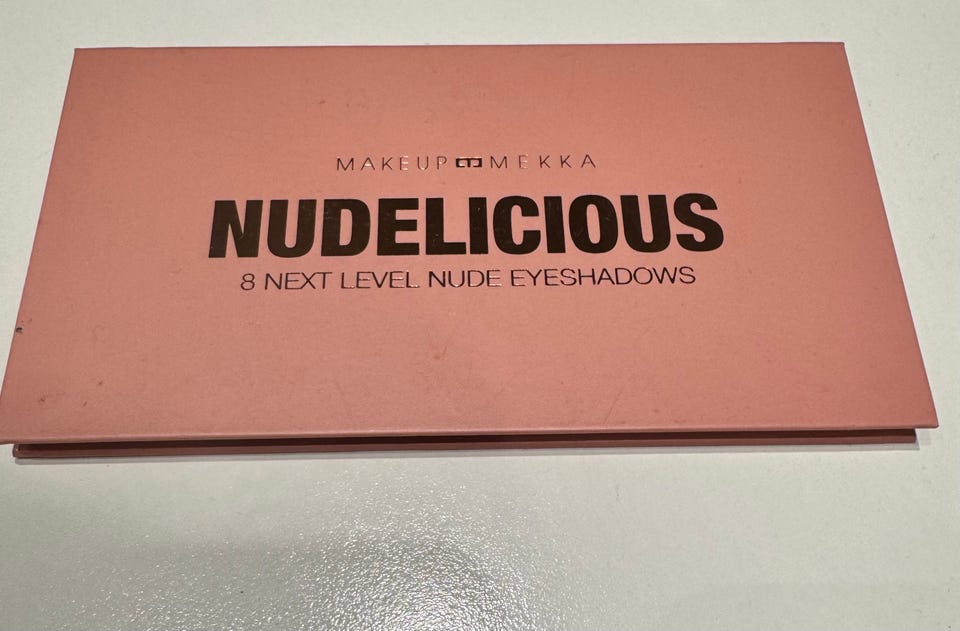 MAKEUP MEKKA
NUDELICIOUS
8 NEXT LEVEL NUDE EYESHADOWS